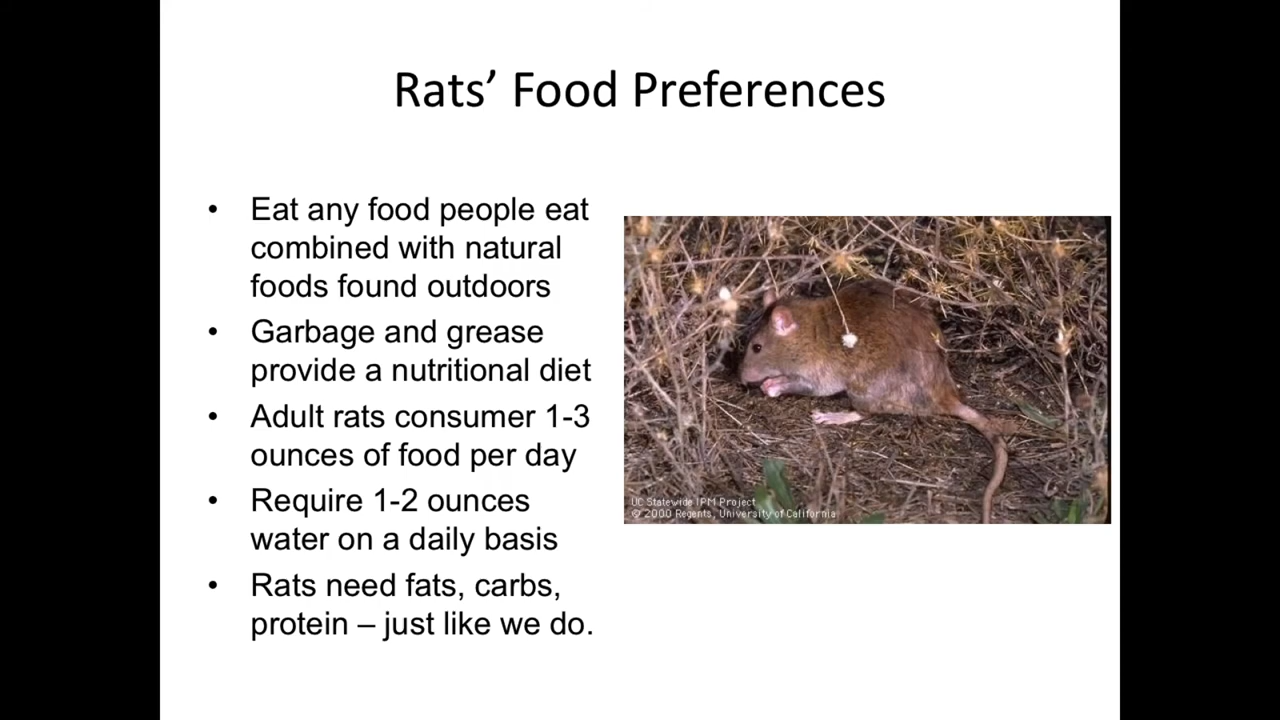 Rats’ Food Preferences
• Eat any food people eat
combined with natural
foods found outdoors
• Garbage and grease
provide a nutritional diet
• Adult rats consumer 1-3
ounces of food per day
• Require 1-2 ounces
water on a daily basis
• Rats need fats, carbs,
protein – just like we do.
UC Statewide IPM Project
© 2000 Regents, University of California